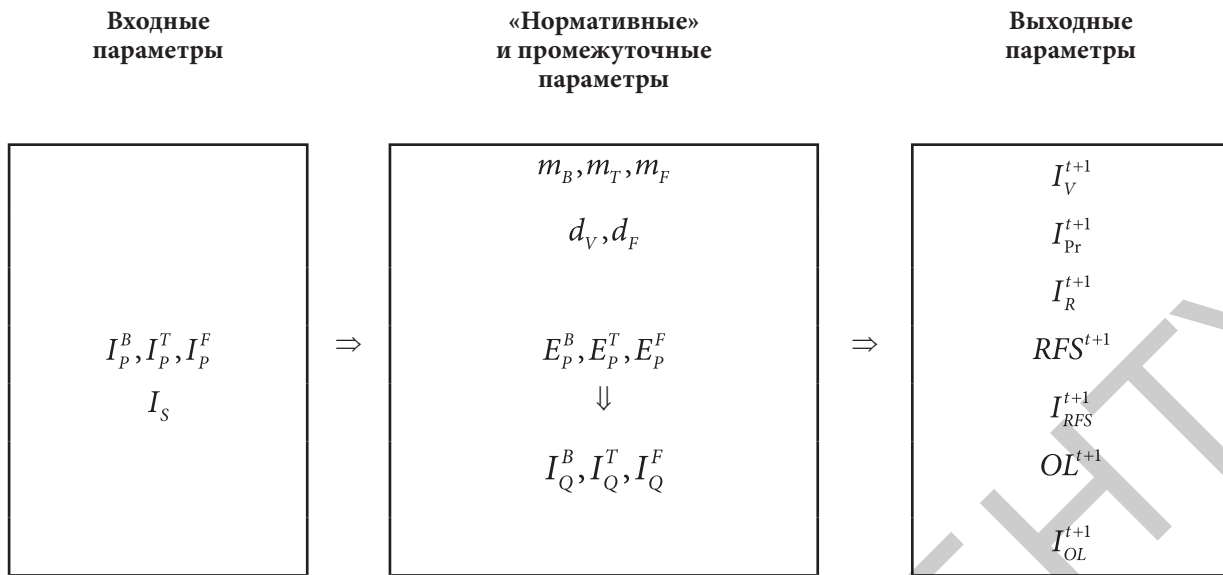 Входные
параметры
«Нормативные»
и промежуточные
параметры
Выходные
параметры
I_P^B, I_P^T, I_P^F
I_S
⇒
m_B, m_T, m_F
d_V, d_F
E_P^B, E_P^T, E_P^F
⇓
I_Q^B, I_Q^T, I_Q^F
⇒
I_V^{t+1}
I_{Pr}^{t+1}
I_R^{t+1}
RFS^{t+1}
I_{RFS}^{t+1}
OL^{t+1}
I_{OL}^{t+1}